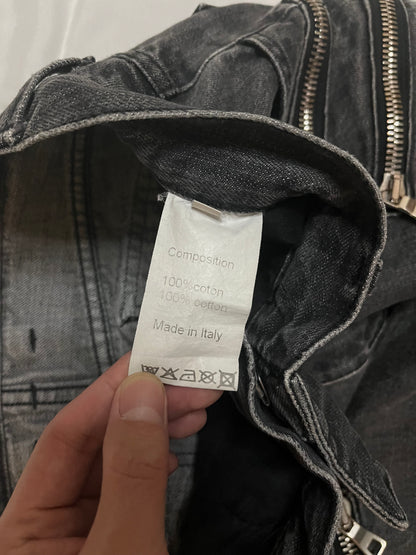 Composition
100% coton
100% cotton
Made in Italy